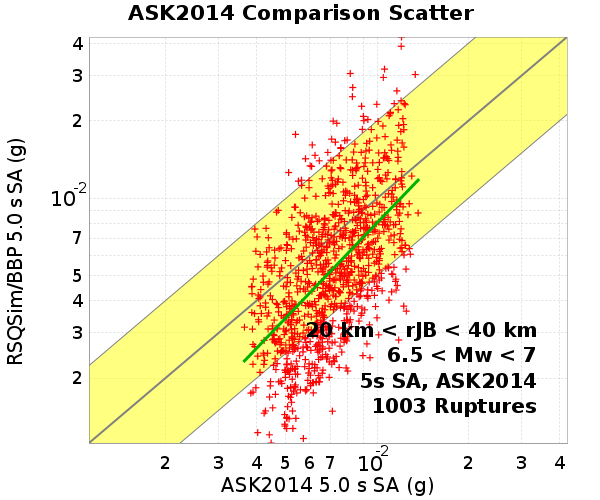 ASK2014 Comparison Scatter
RSQSim/BBP 5.0 s SA (g)
4
3
2
10-2
7
5
4
3
2
20 km < rJB < 40 km
6.5 < Mw < 7
5s SA, ASK2014
1003 Ruptures
2 3 4 5 6 7 10-2 2 3 4
ASK2014 5.0 s SA (g)